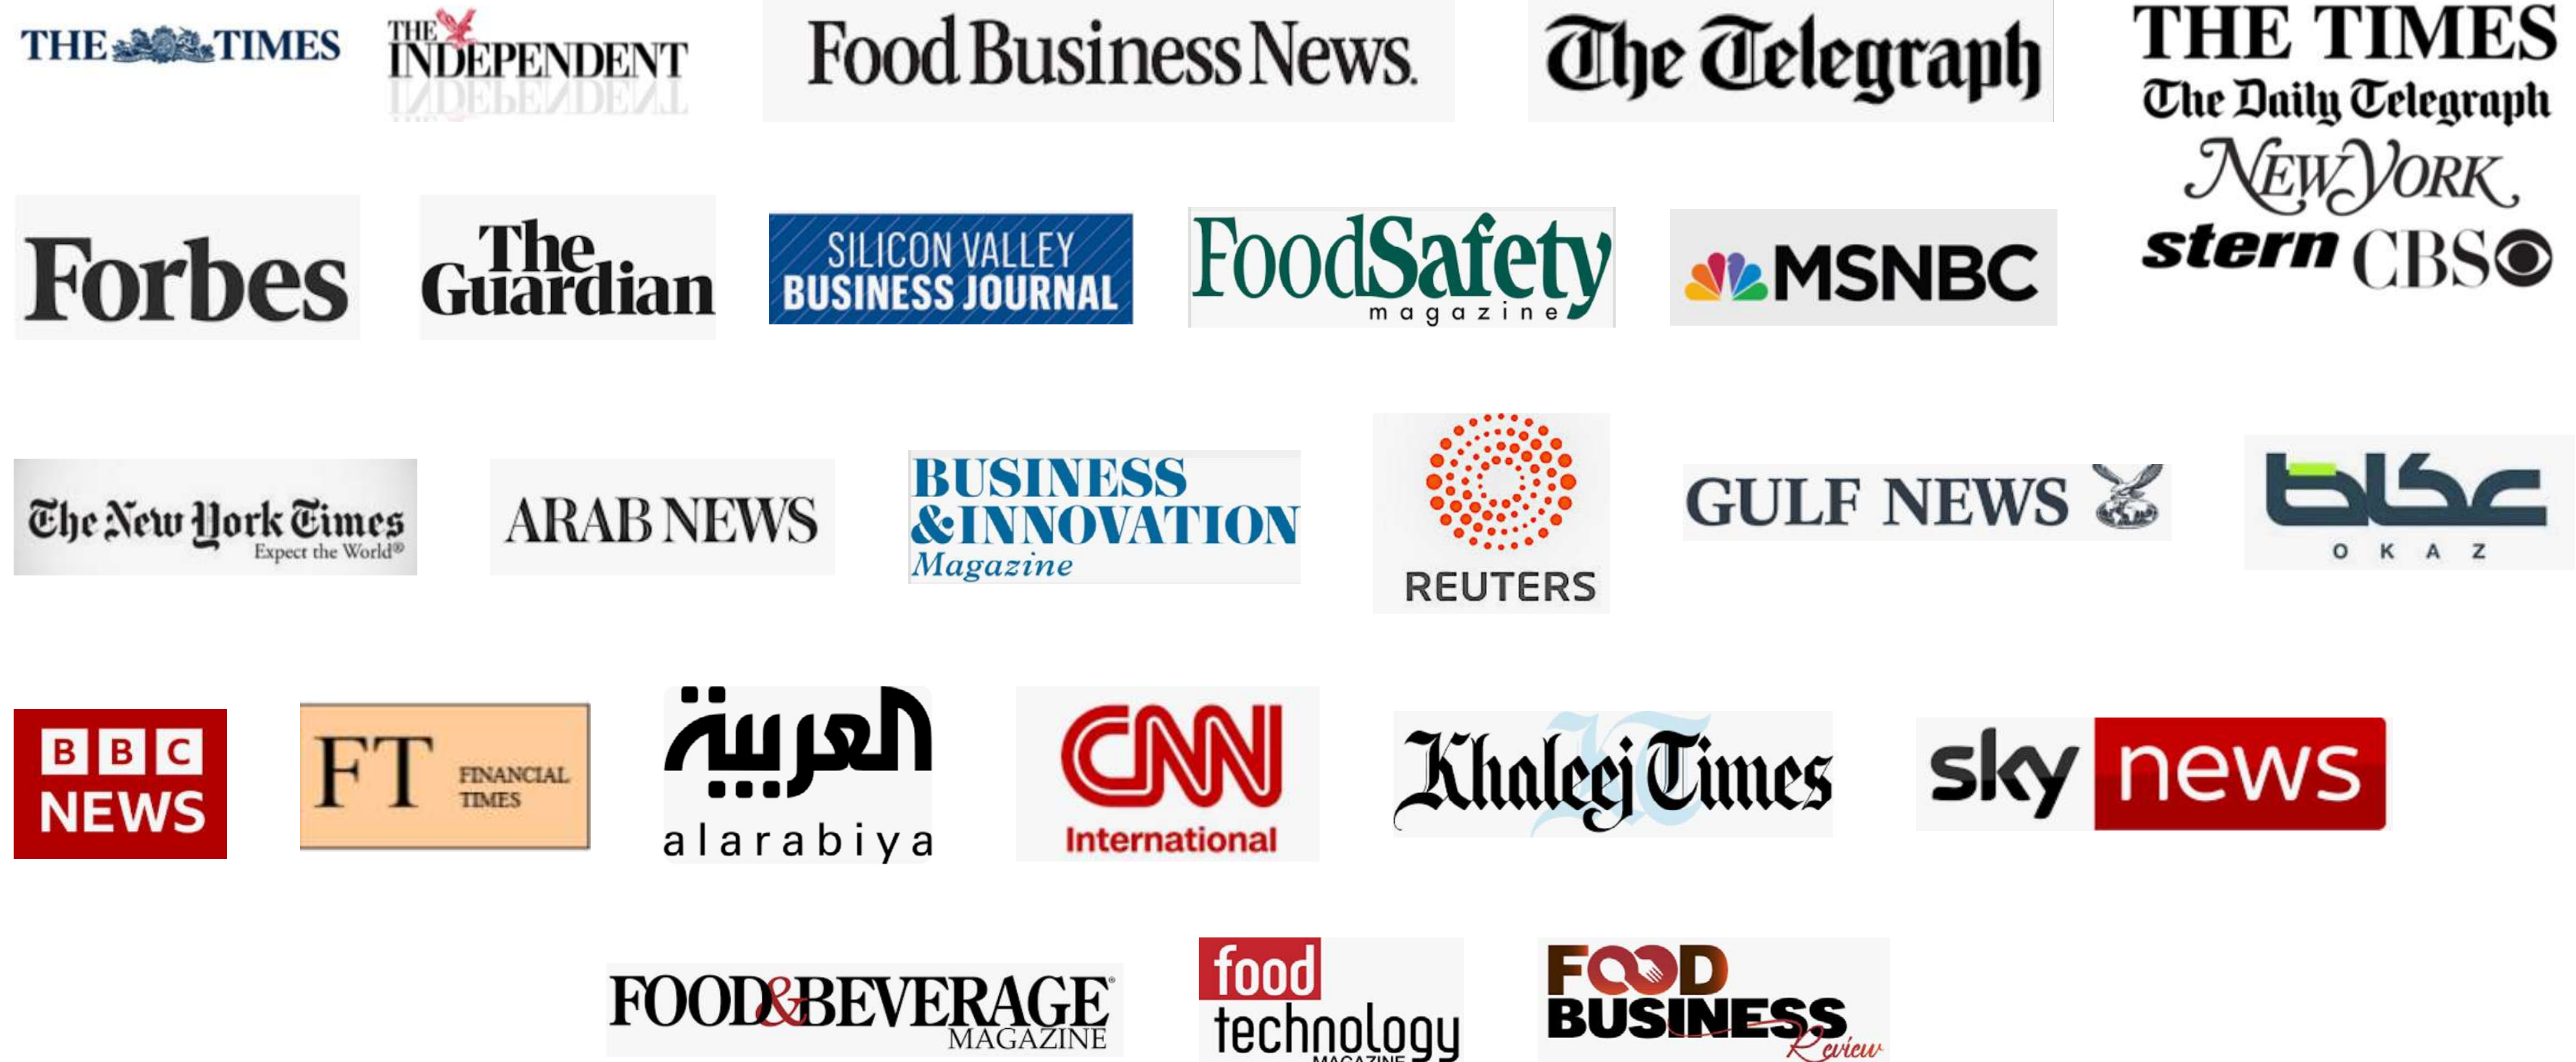 THE TIMES
THE
INDEPENDENT
Food Business News.
The Telegraph
THE TIMES
The Daily Telegraph
NEW YORK
stern CBS
Forbes
The
Guardian
SILICON VALLEY
BUSINESS JOURNAL
FoodSafety
magazine
MSNBC
The New York Times
Expect the World®
ARAB NEWS
BUSINESS
&INNOVATION
Magazine
REUTERS
GULF NEWS
عكاظ
OKAZ
BBC
NEWS
FT FINANCIAL
TIMES
العربية
alarabiya
CNN
International
Khaleej Times
sky news
FOOD&BEVERAGE®
MAGAZINE
food
technology
MAGAZINE
FOOD
BUSINESS
Review